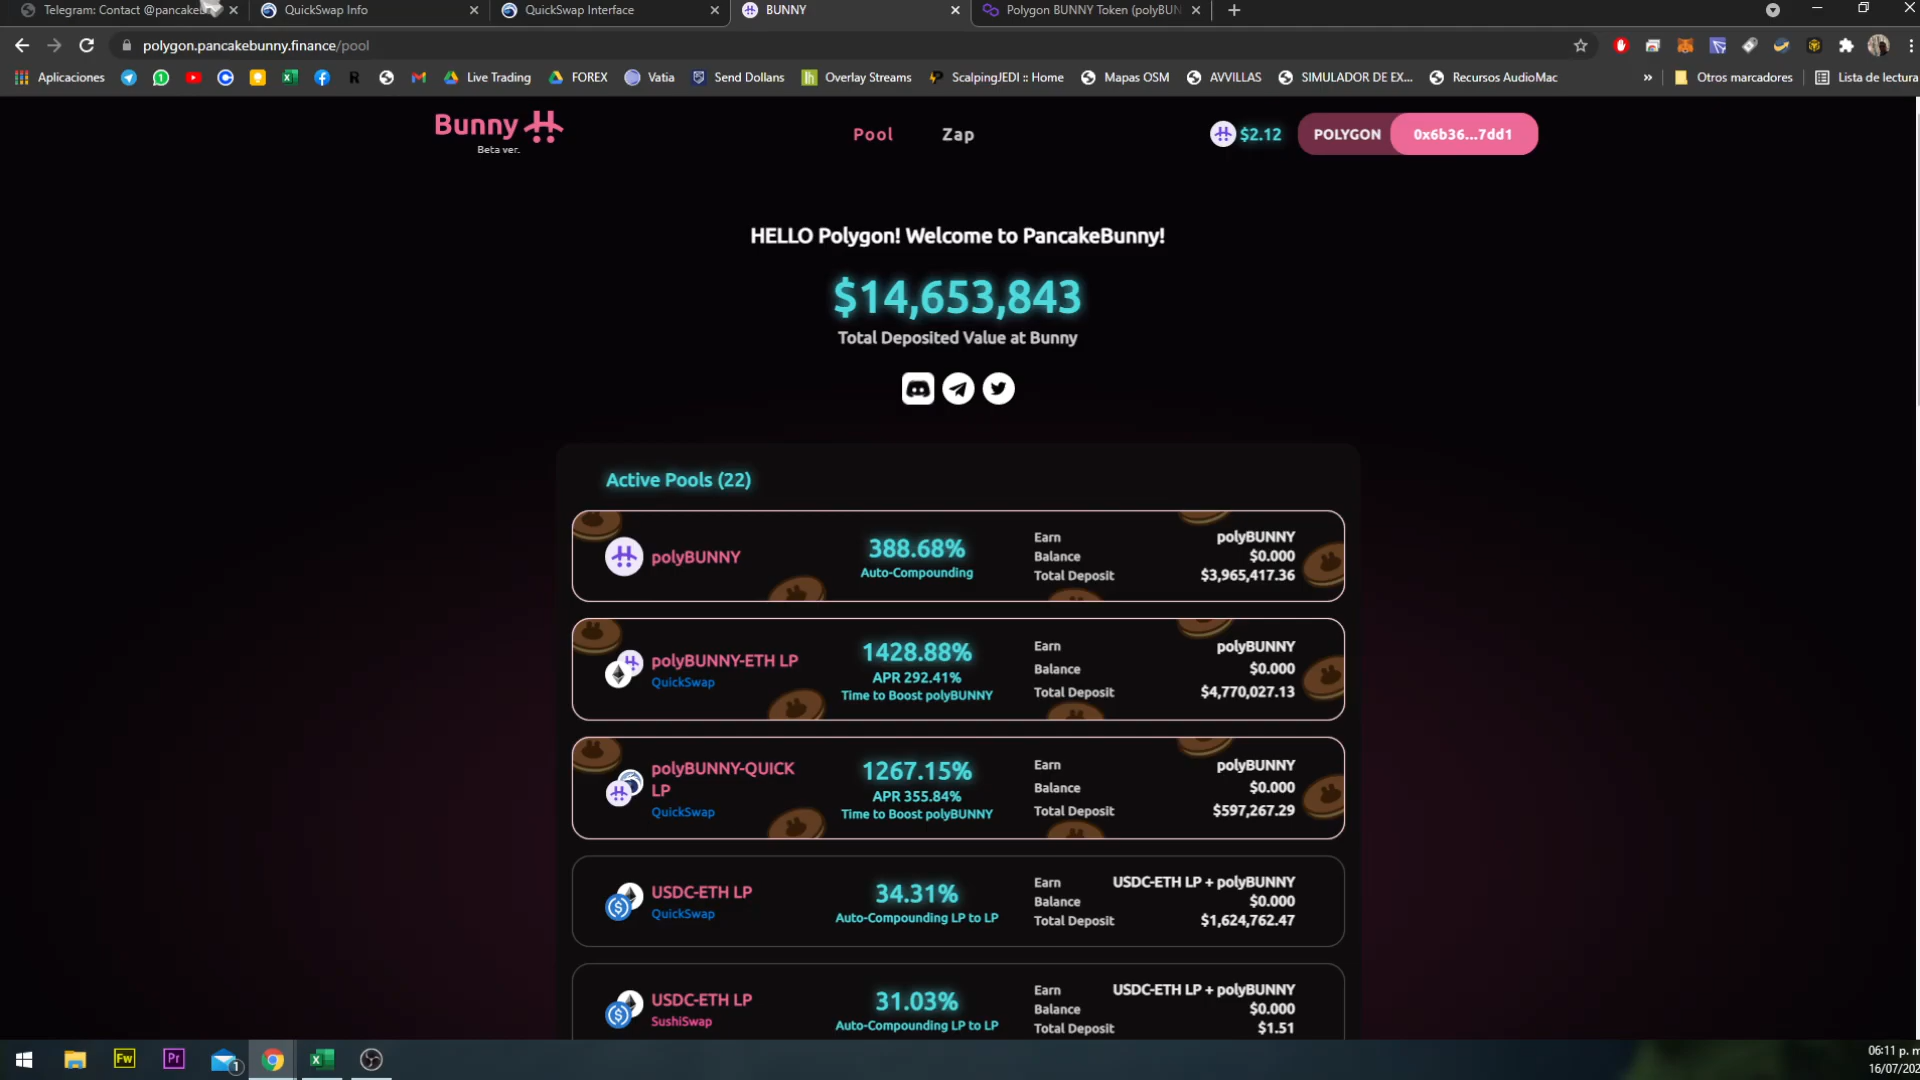 Telegram: Contact @pancakeb
QuickSwap Info
QuickSwap Interface
BUNNY
Polygon BUNNY Token (polyBUN
polygon.pancakebunny.finance/pool
Aplicaciones
Live Trading
FOREX
Vatia
Send Dollans
Overlay Streams
ScalpingJEDI :: Home
Mapas OSM
AVVILLAS
SIMULADOR DE EX...
Recursos AudioMac
»
Otros marcadores
Lista de lectura
Bunny
Beta ver.
Pool
Zap
$2.12
POLYGON
0x6b36...7dd1
HELLO Polygon! Welcome to PancakeBunny!
$14,653,843
Total Deposited Value at Bunny
Active Pools (22)
polyBUNNY
388.68%
Auto-Compounding
Earn polyBUNNY
Balance $0.000
Total Deposit $3,965,417.36
polyBUNNY-ETH LP
QuickSwap
1428.88%
APR 292.41%
Time to Boost polyBUNNY
Earn polyBUNNY
Balance $0.000
Total Deposit $4,770,027.13
polyBUNNY-QUICK
LP
QuickSwap
1267.15%
APR 355.84%
Time to Boost polyBUNNY
Earn polyBUNNY
Balance $0.000
Total Deposit $597,267.29
USDC-ETH LP
QuickSwap
34.31%
Auto-Compounding LP to LP
Earn USDC-ETH LP + polyBUNNY
Balance $0.000
Total Deposit $1,624,762.47
USDC-ETH LP
SushiSwap
31.03%
Auto-Compounding LP to LP
Earn USDC-ETH LP + polyBUNNY
Balance $0.000
Total Deposit $1.51
Fw
Pr
1
06:11 p. m
16/07/202